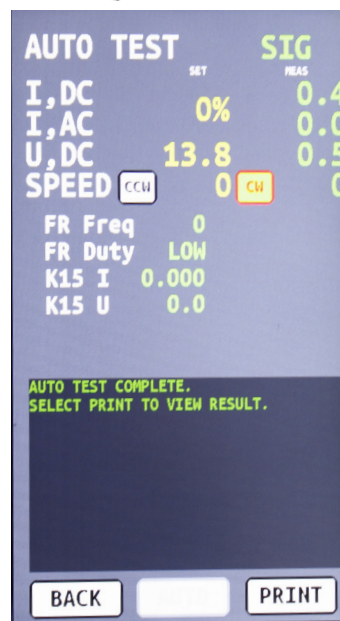 AUTO TEST SIG
SET MEAS
I,DC 0.4
0%
I,AC 0.0
U,DC 13.8 0.5
SPEED CCW 0 CW 0
FR Freq 0
FR Duty LOW
K15 I 0.000
K15 U 0.0
AUTO TEST COMPLETE.
SELECT PRINT TO VIEW RESULT.
BACK PRINT